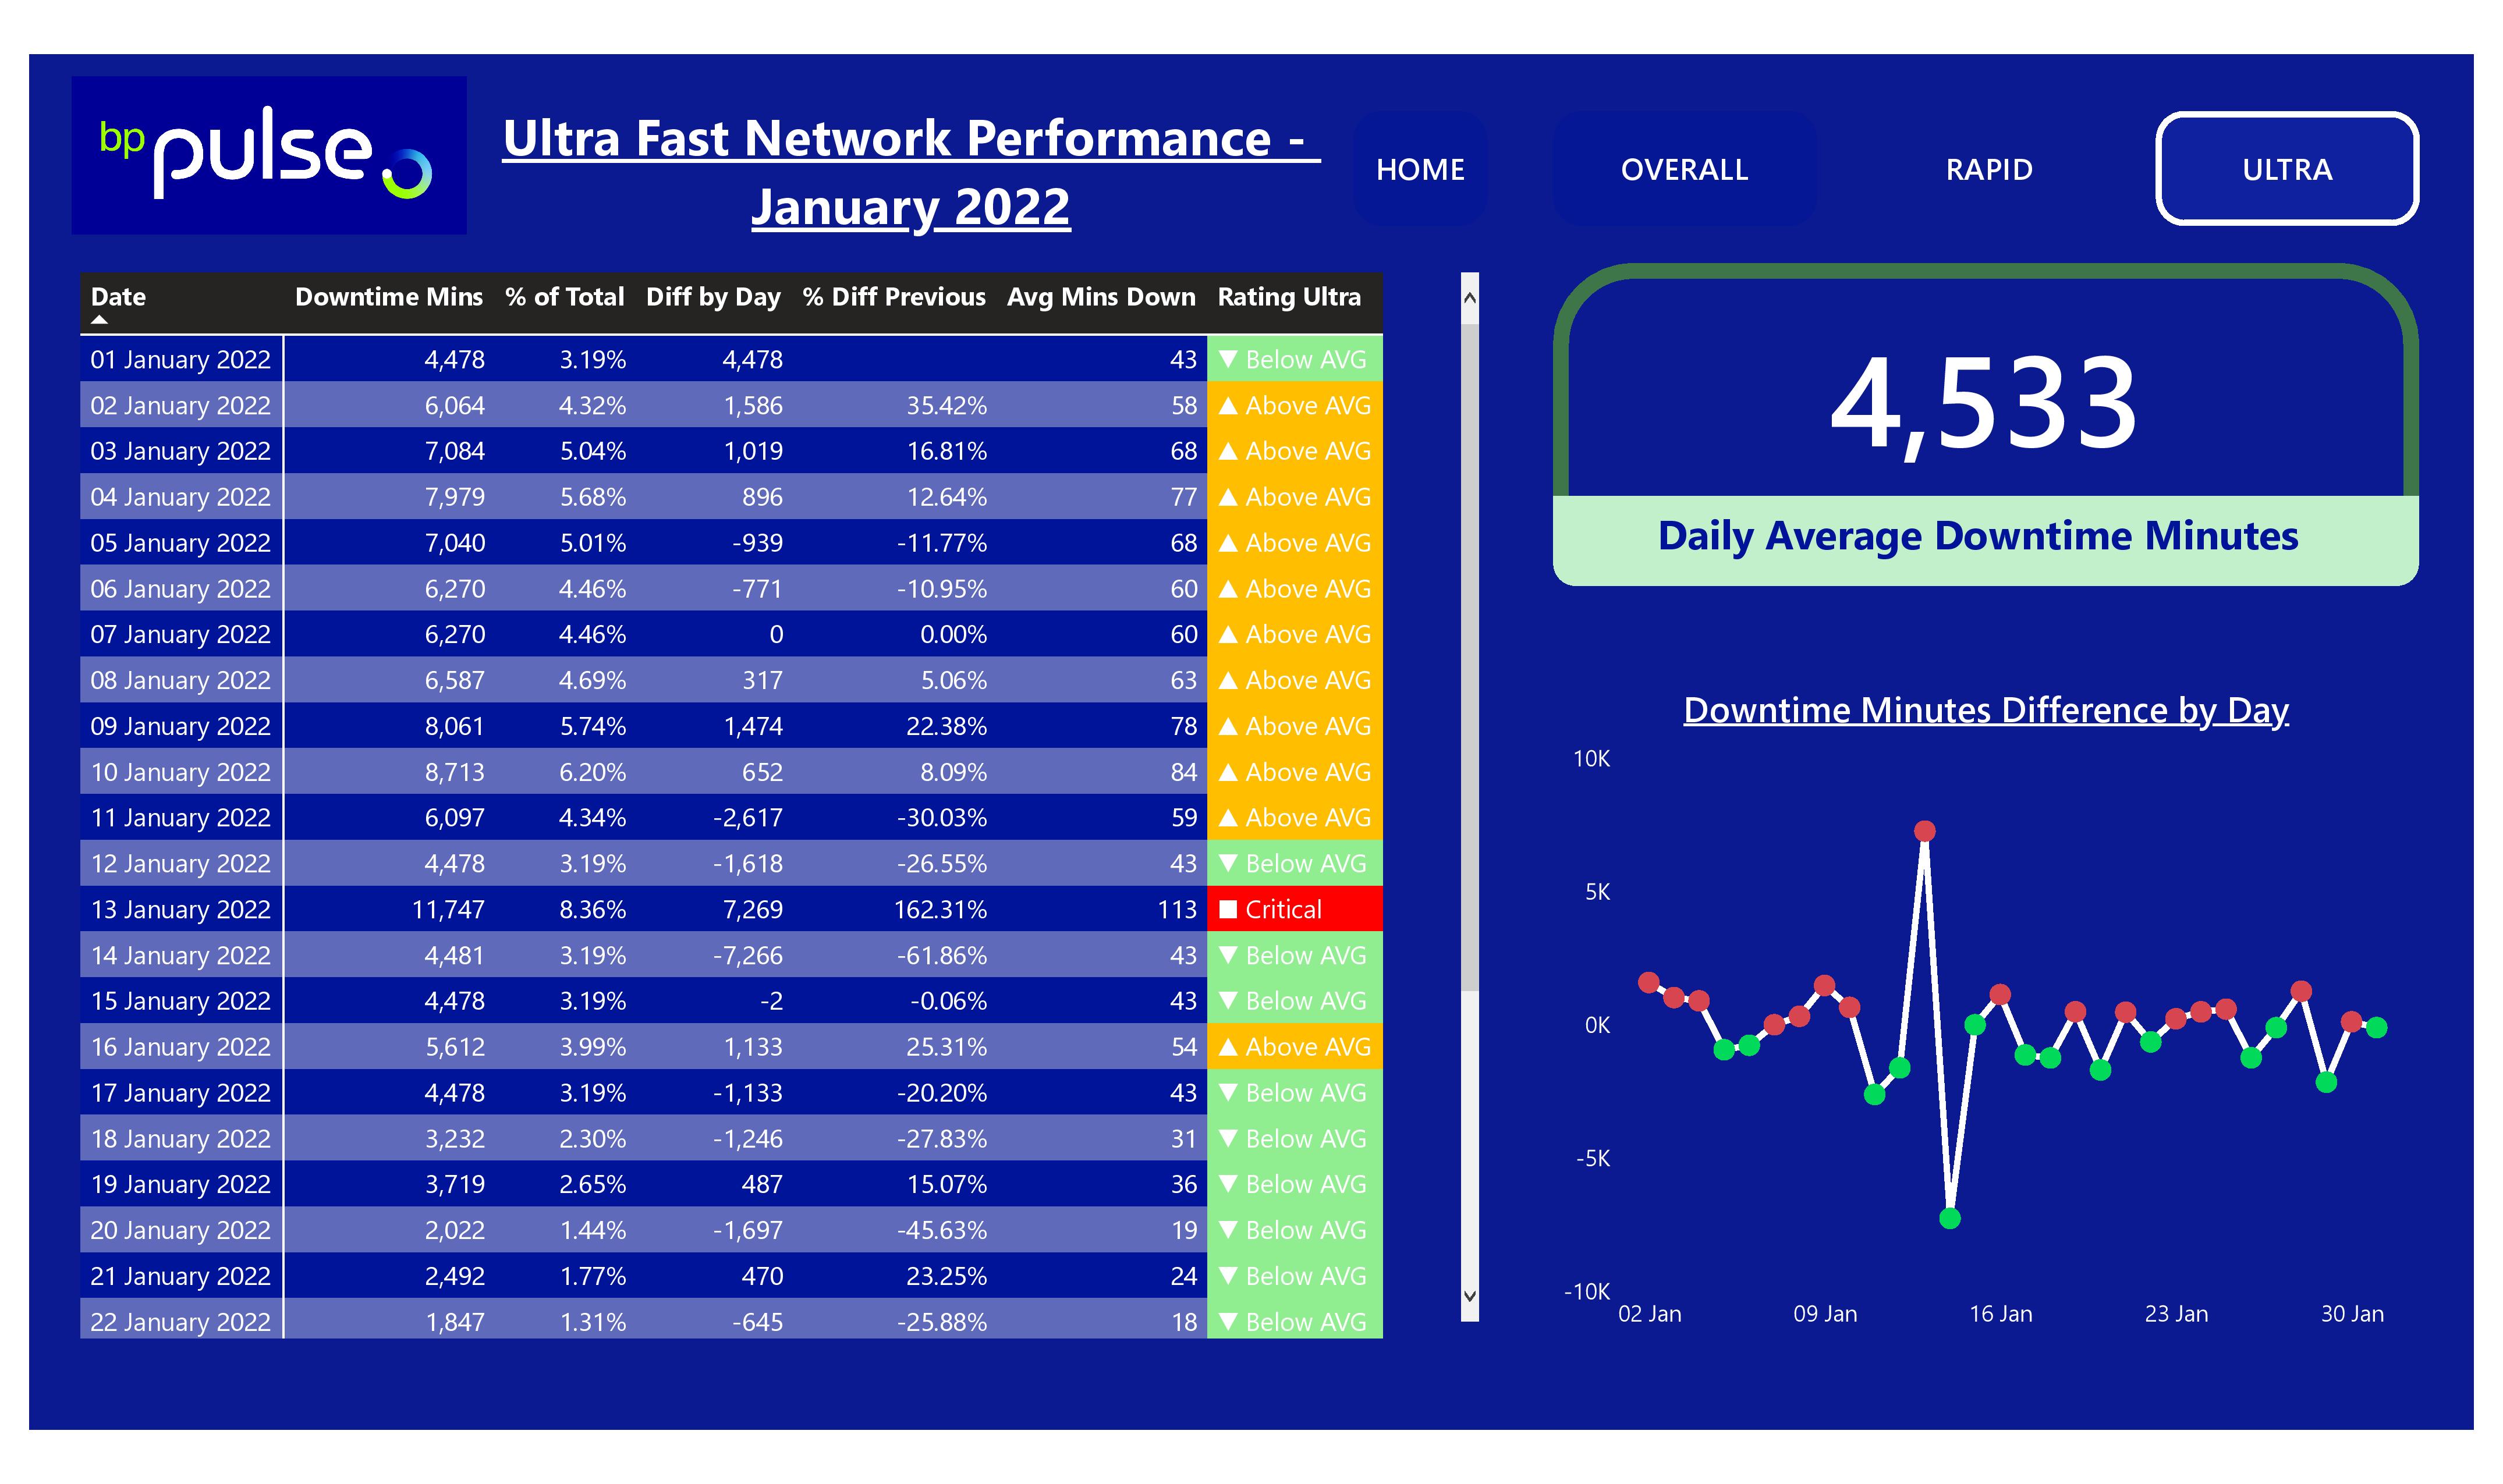 bp pulse
Ultra Fast Network Performance -
January 2022
HOME OVERALL RAPID ULTRA
Date Downtime Mins % of Total Diff by Day % Diff Previous Avg Mins Down Rating Ultra
01 January 2022 4,478 3.19% 4,478 43 ▼ Below AVG
02 January 2022 6,064 4.32% 1,586 35.42% 58 ▲ Above AVG
03 January 2022 7,084 5.04% 1,019 16.81% 68 ▲ Above AVG
04 January 2022 7,979 5.68% 896 12.64% 77 ▲ Above AVG
05 January 2022 7,040 5.01% -939 -11.77% 68 ▲ Above AVG
06 January 2022 6,270 4.46% -771 -10.95% 60 ▲ Above AVG
07 January 2022 6,270 4.46% 0 0.00% 60 ▲ Above AVG
08 January 2022 6,587 4.69% 317 5.06% 63 ▲ Above AVG
09 January 2022 8,061 5.74% 1,474 22.38% 78 ▲ Above AVG
10 January 2022 8,713 6.20% 652 8.09% 84 ▲ Above AVG
11 January 2022 6,097 4.34% -2,617 -30.03% 59 ▲ Above AVG
12 January 2022 4,478 3.19% -1,618 -26.55% 43 ▼ Below AVG
13 January 2022 11,747 8.36% 7,269 162.31% 113 ■ Critical
14 January 2022 4,481 3.19% -7,266 -61.86% 43 ▼ Below AVG
15 January 2022 4,478 3.19% -2 -0.06% 43 ▼ Below AVG
16 January 2022 5,612 3.99% 1,133 25.31% 54 ▲ Above AVG
17 January 2022 4,478 3.19% -1,133 -20.20% 43 ▼ Below AVG
18 January 2022 3,232 2.30% -1,246 -27.83% 31 ▼ Below AVG
19 January 2022 3,719 2.65% 487 15.07% 36 ▼ Below AVG
20 January 2022 2,022 1.44% -1,697 -45.63% 19 ▼ Below AVG
21 January 2022 2,492 1.77% 470 23.25% 24 ▼ Below AVG
22 January 2022 1,847 1.31% -645 -25.88% 18 ▼ Below AVG
4,533
Daily Average Downtime Minutes
Downtime Minutes Difference by Day
10K
5K
0K
-5K
-10K
02 Jan 09 Jan 16 Jan 23 Jan 30 Jan